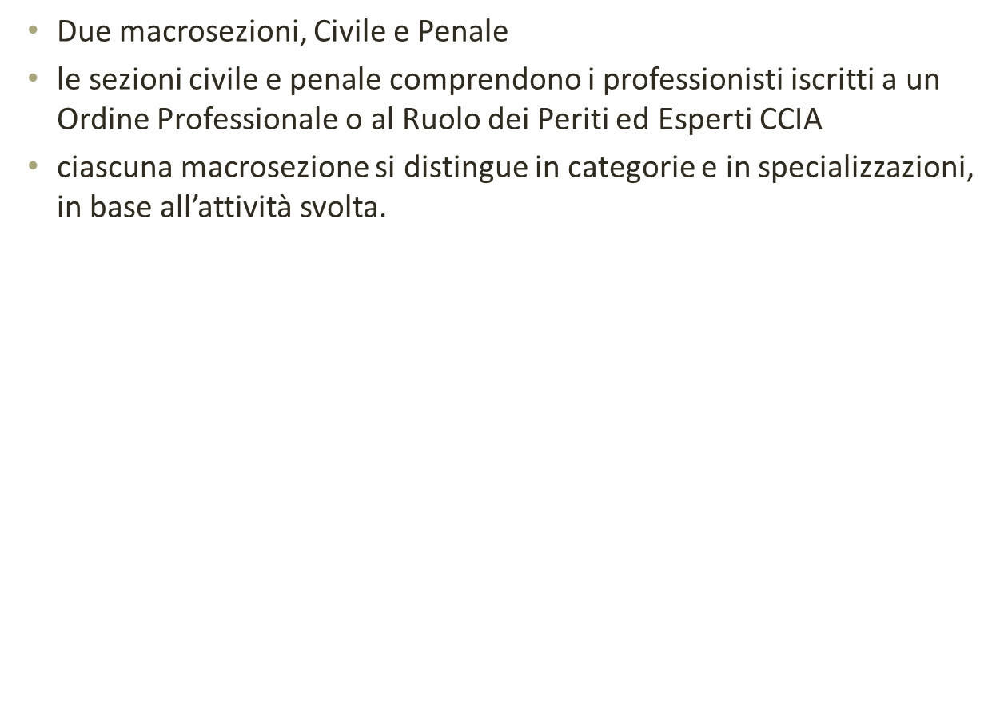 • Due macrosezioni, Civile e Penale
• le sezioni civile e penale comprendono i professionisti iscritti a un
Ordine Professionale o al Ruolo dei Periti ed Esperti CCIA
• ciascuna macrosezione si distingue in categorie e in specializzazioni,
in base all’attività svolta.